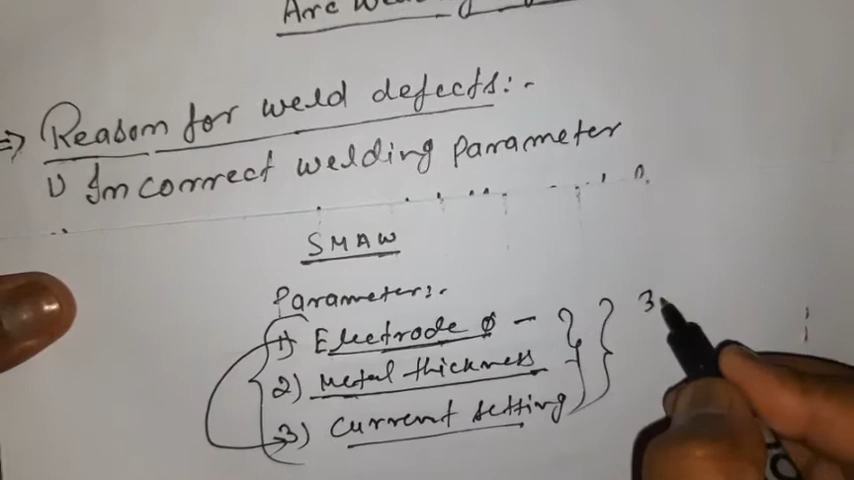 Arc
=> Reason for weld defects:-
1) Incorrect welding parameter
SMAW
Parameter:-
1) Electrode φ -
2) Metal thickness
3) Current setting
3